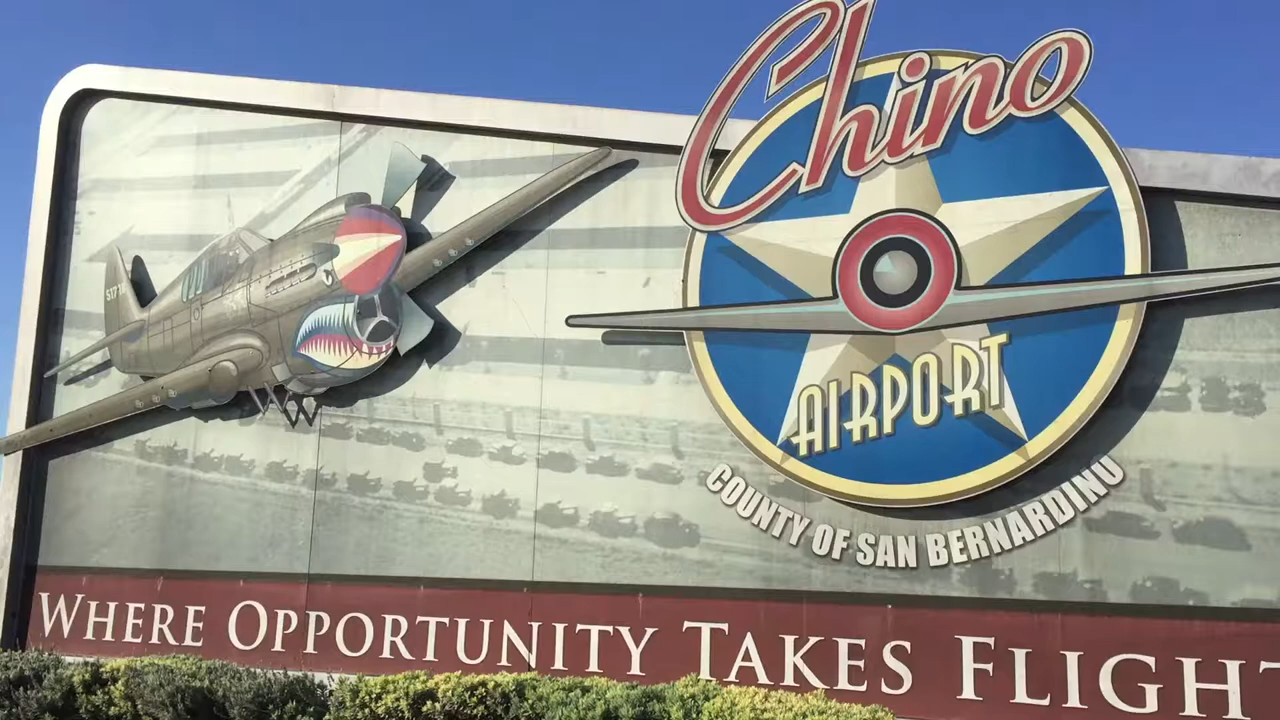 Chino
AIRPORT
COUNTY OF SAN BERNARDINO
WHERE OPPORTUNITY TAKES FLIGHT